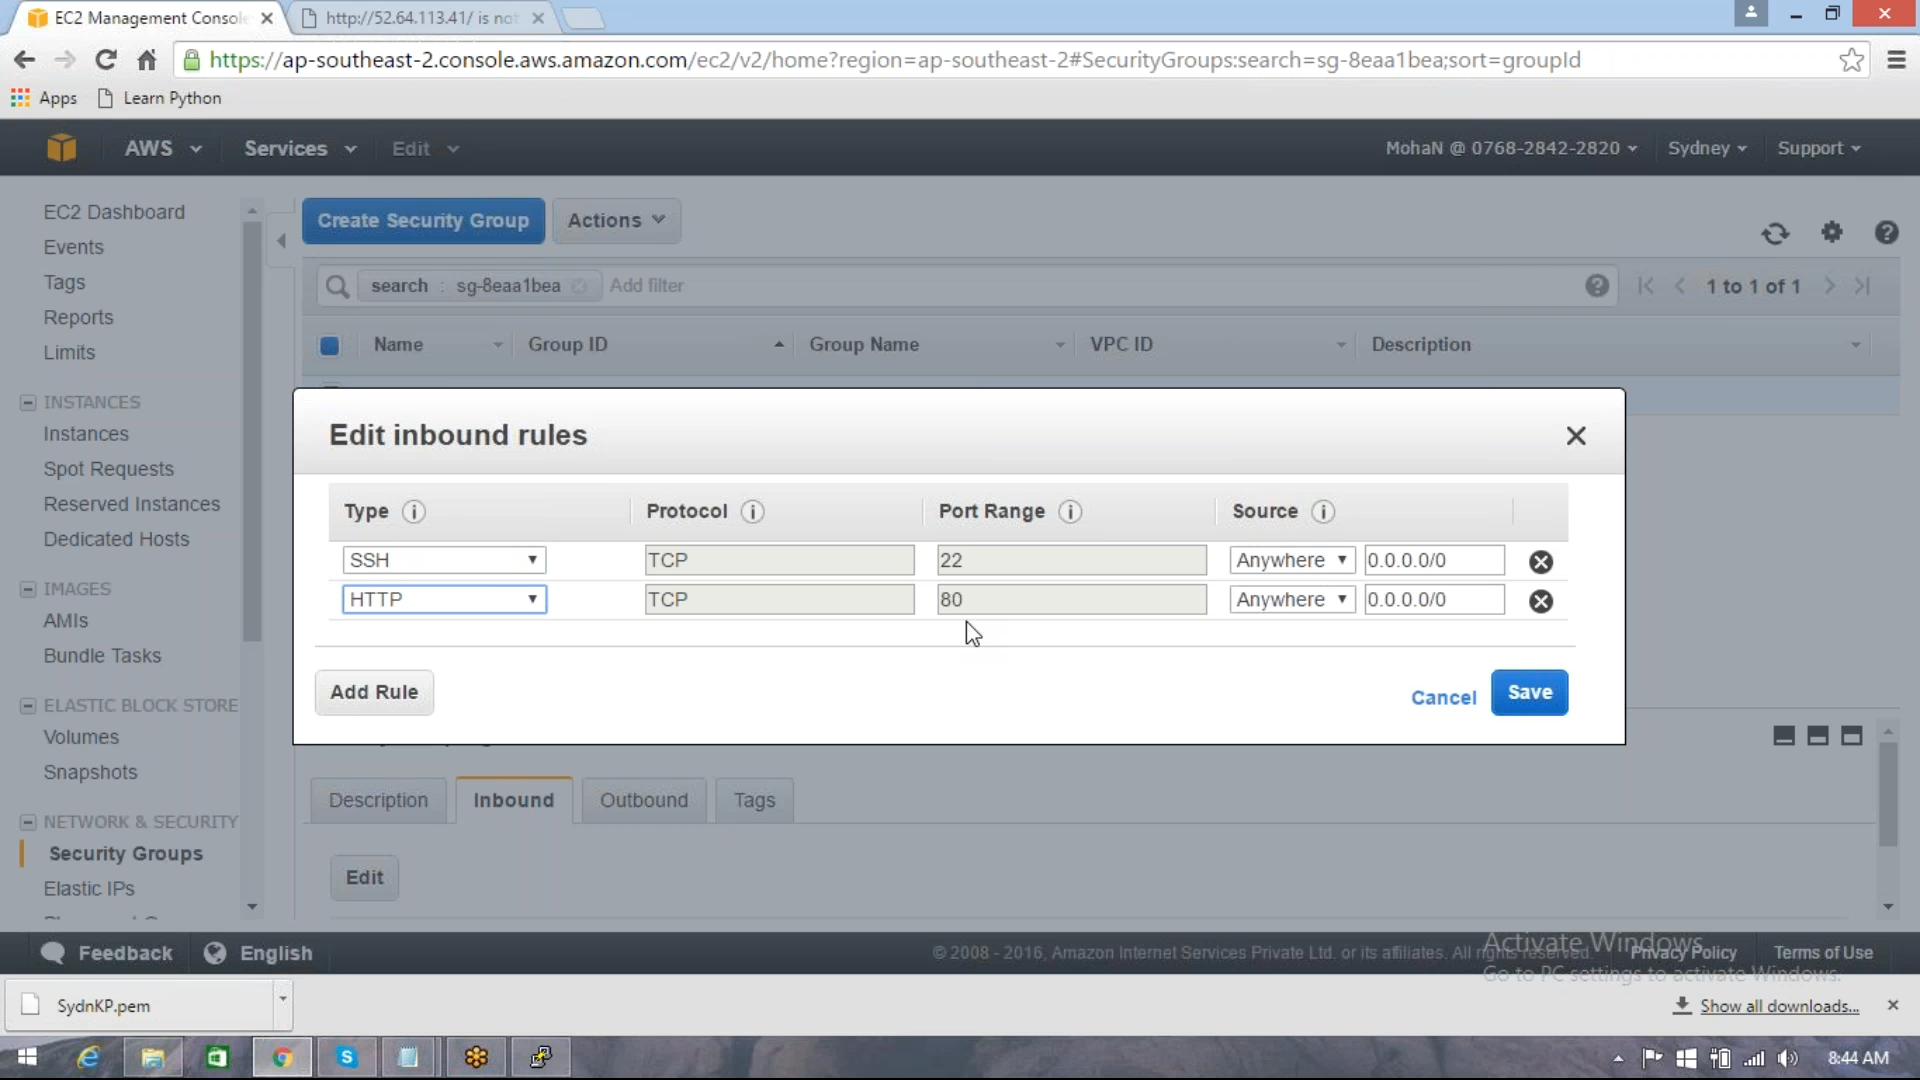 EC2 Management Console
http://52.64.113.41/ is not
https://ap-southeast-2.console.aws.amazon.com/ec2/v2/home?region=ap-southeast-2#SecurityGroups:search=sg-8eaa1bea;sort=groupId
Apps Learn Python
AWS Services Edit MohaN @ 0768-2842-2820 Sydney Support
EC2 Dashboard
Events
Tags
Reports
Limits
INSTANCES
Instances
Spot Requests
Reserved Instances
Dedicated Hosts
IMAGES
AMIs
Bundle Tasks
ELASTIC BLOCK STORE
Volumes
Snapshots
NETWORK & SECURITY
Security Groups
Elastic IPs
Create Security Group Actions
search : sg-8eaa1bea Add filter 1 to 1 of 1
Name Group ID Group Name VPC ID Description
Edit inbound rules
Type Protocol Port Range Source
SSH TCP 22 Anywhere 0.0.0.0/0
HTTP TCP 80 Anywhere 0.0.0.0/0
Add Rule Cancel Save
Description Inbound Outbound Tags
Edit
Feedback English © 2008 - 2016, Amazon Internet Services Private Ltd. or its affiliates. All rights reserved. Privacy Policy Terms of Use
Activate Windows
Go to PC settings to activate Windows.
SydnKP.pem Show all downloads...
8:44 AM